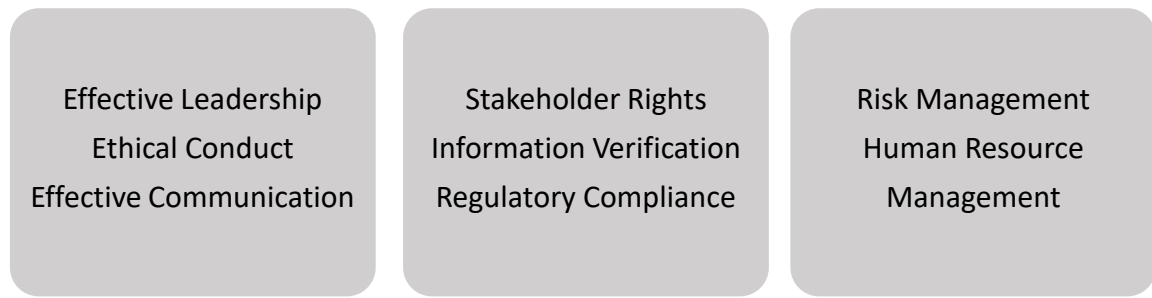 Effective Leadership
Ethical Conduct
Effective Communication
Stakeholder Rights
Information Verification
Regulatory Compliance
Risk Management
Human Resource
Management